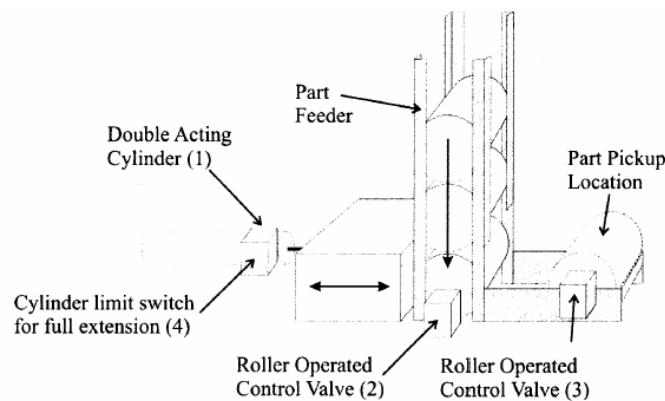 Part
Feeder
Double Acting
Cylinder (1)
Part Pickup
Location
Cylinder limit switch
for full extension (4)
Roller Operated
Control Valve (2)
Roller Operated
Control Valve (3)